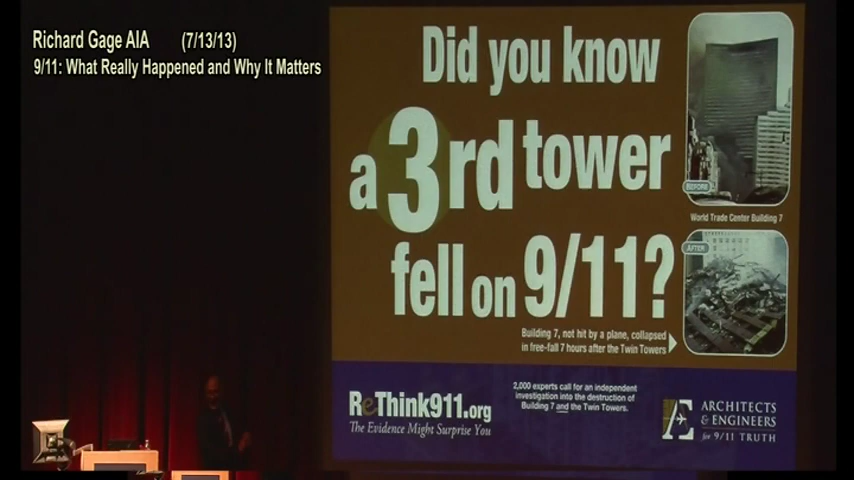 Richard Gage AIA (7/13/13)
9/11: What Really Happened and Why It Matters
Did you know
a 3rd tower
fell on 9/11?
BEFORE
World Trade Center Building 7
AFTER
Building 7, not hit by a plane, collapsed
in free-fall 7 hours after the Twin Towers
ReThink911.org
The Evidence Might Surprise You
2,000 experts call for an independent
investigation into the destruction of
Building 7 and the Twin Towers.
AE
ARCHITECTS
& ENGINEERS
for 9/11 TRUTH